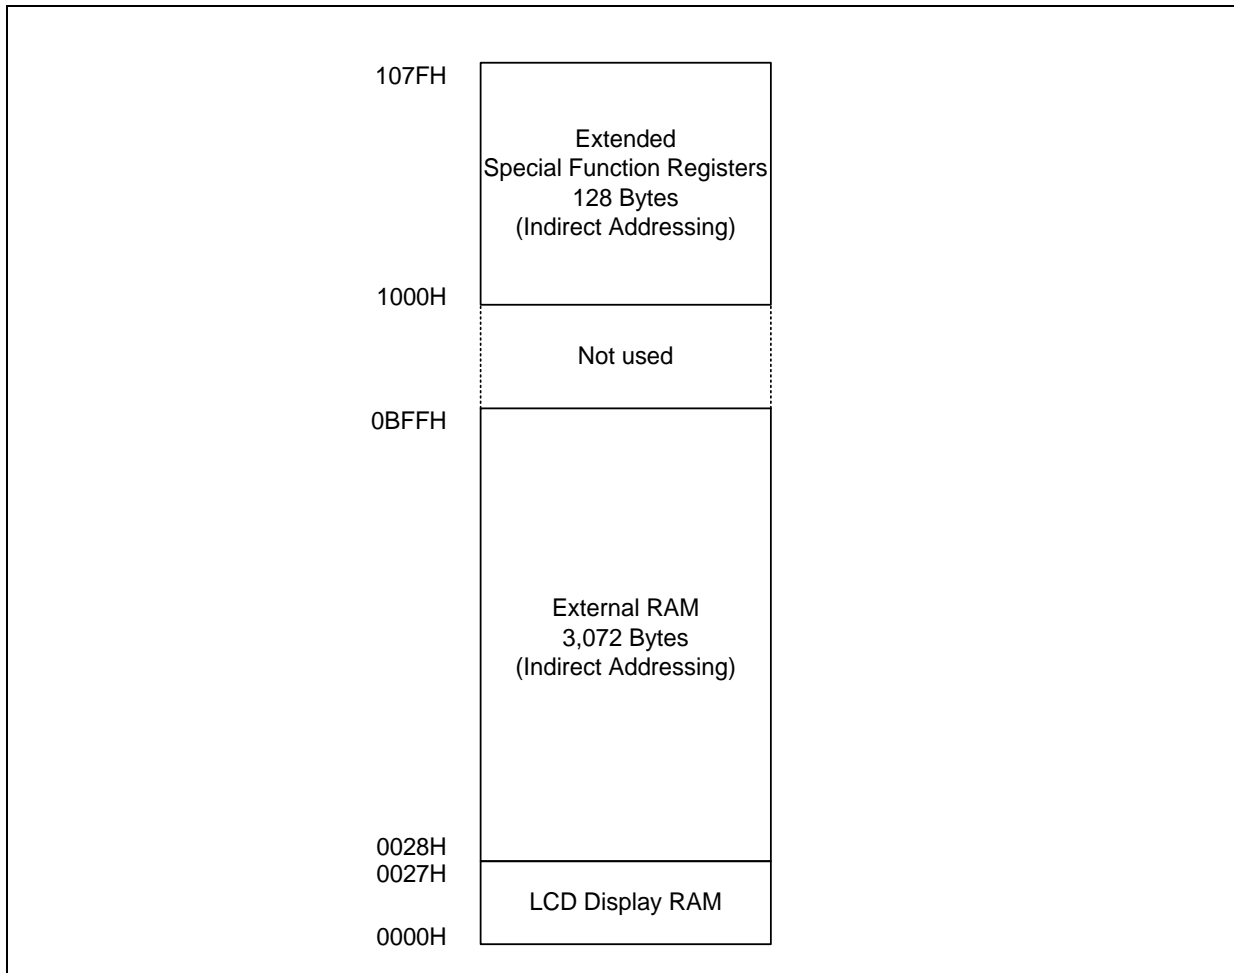 107FH
Extended
Special Function Registers
128 Bytes
(Indirect Addressing)
1000H
Not used
0BFFH
External RAM
3,072 Bytes
(Indirect Addressing)
0028H
0027H
LCD Display RAM
0000H